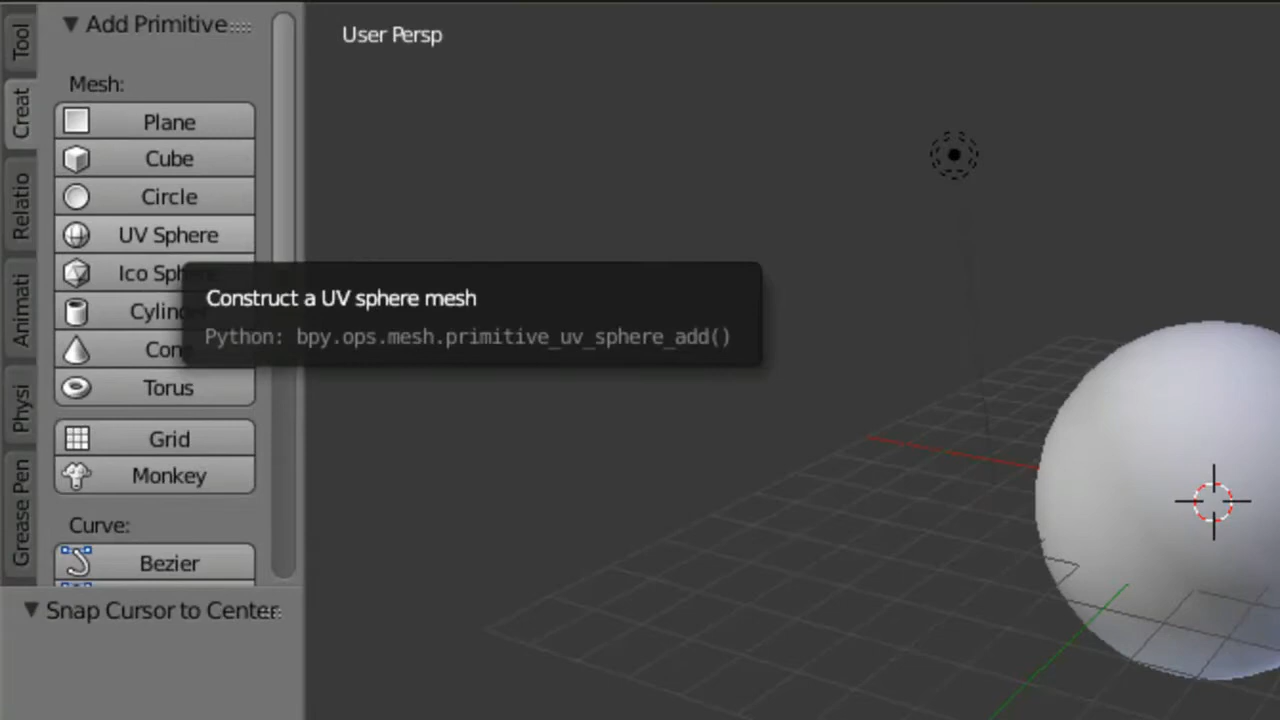 Tool
Creat
Relatio
Animati
Physi
Grease Pen
Add Primitive
Mesh:
Plane
Cube
Circle
UV Sphere
Ico Sph
Cylin
Con
Torus
Grid
Monkey
Curve:
Bezier
Snap Cursor to Center
User Persp
Construct a UV sphere mesh
Python: bpy.ops.mesh.primitive_uv_sphere_add()